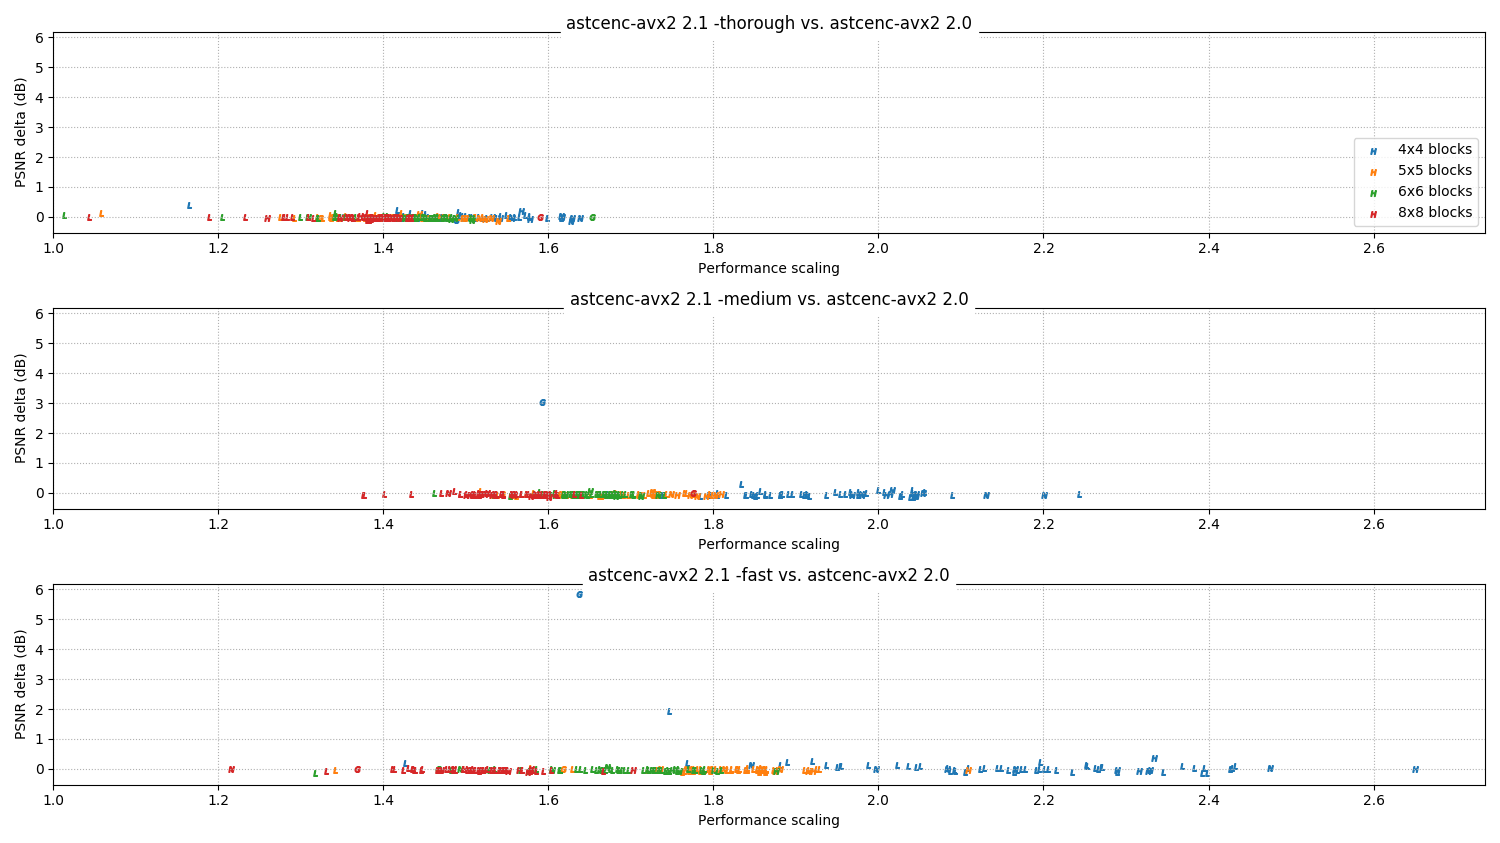 astcenc-avx2 2.1 -thorough vs. astcenc-avx2 2.0
PSNR delta (dB)
6
5
4
3
2
1
0
4x4 blocks
5x5 blocks
6x6 blocks
8x8 blocks
1.0 1.2 1.4 1.6 1.8 2.0 2.2 2.4 2.6
Performance scaling
astcenc-avx2 2.1 -medium vs. astcenc-avx2 2.0
PSNR delta (dB)
6
5
4
3
2
1
0
G
1.0 1.2 1.4 1.6 1.8 2.0 2.2 2.4 2.6
Performance scaling
astcenc-avx2 2.1 -fast vs. astcenc-avx2 2.0
PSNR delta (dB)
6
5
4
3
2
1
0
G
L
1.0 1.2 1.4 1.6 1.8 2.0 2.2 2.4 2.6
Performance scaling